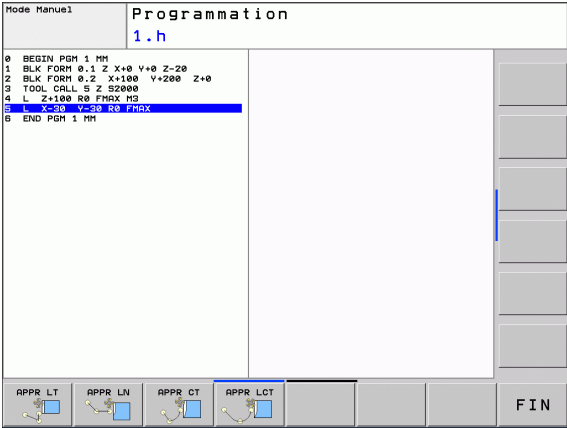 Mode Manuel
Programmation
1.h
0 BEGIN PGM 1 MM
1 BLK FORM 0.1 Z X+0 Y+0 Z-20
2 BLK FORM 0.2 X+100 Y+200 Z+0
3 TOOL CALL 5 Z S2000
4 L Z+100 R0 FMAX M3
5 L X-30 Y-30 R0 FMAX
6 END PGM 1 MM
APPR LT APPR LN APPR CT APPR LCT FIN